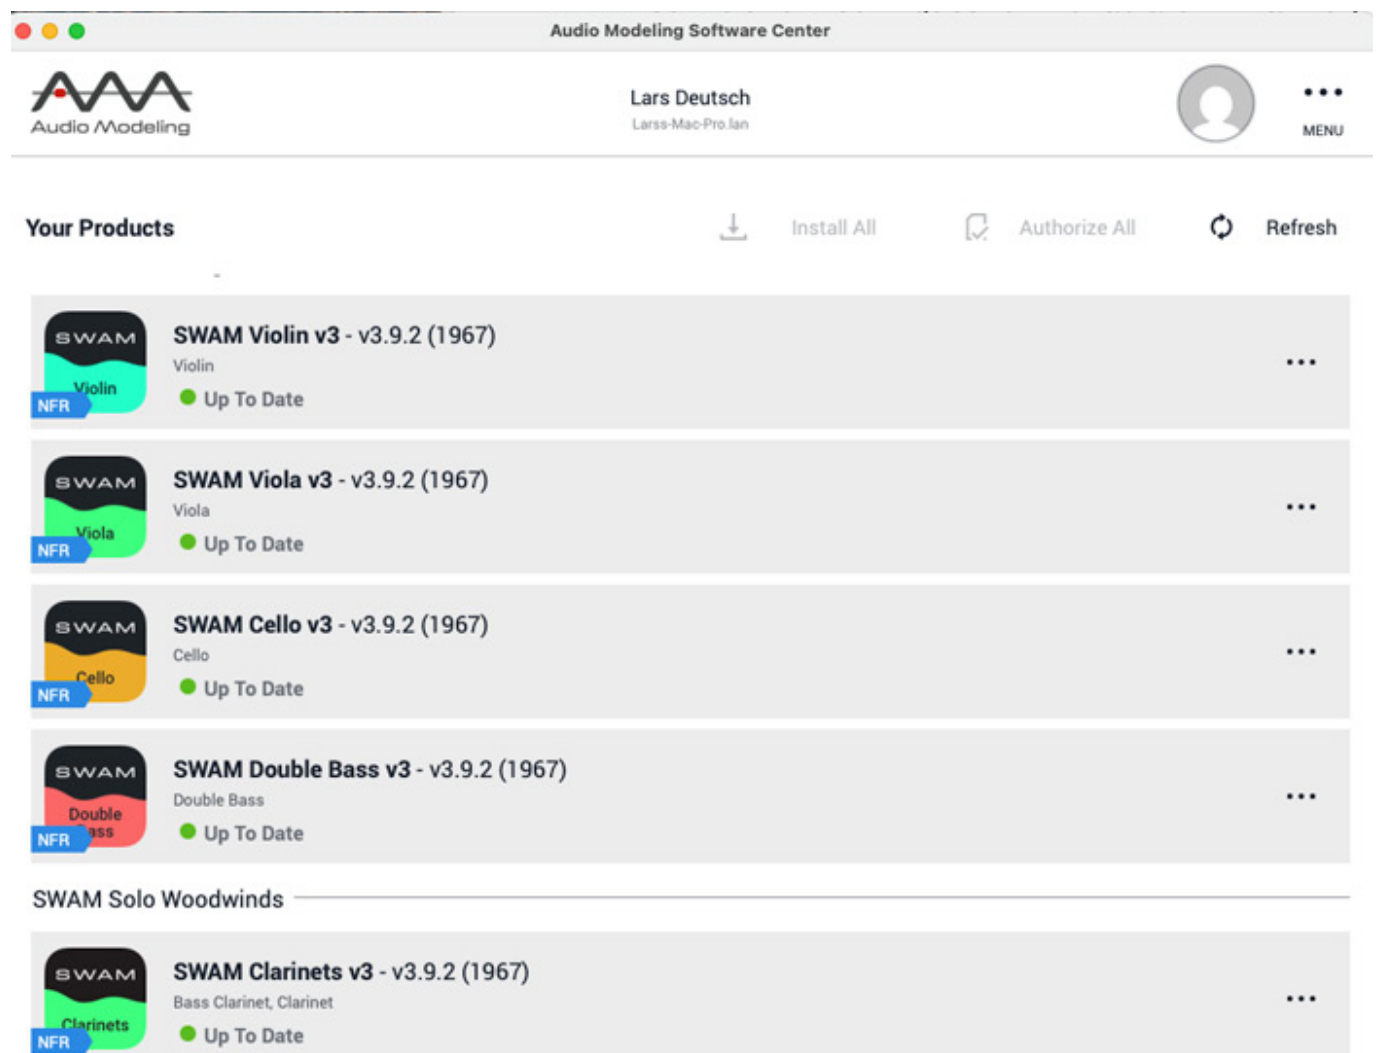 Audio Modeling Software Center
Audio Modeling
Lars Deutsch
Larss-Mac-Pro.lan
MENU
Your Products
Install All
Authorize All
Refresh
SWAM
Violin
NFR
SWAM Violin v3 - v3.9.2 (1967)
Violin
Up To Date
SWAM
Viola
NFR
SWAM Viola v3 - v3.9.2 (1967)
Viola
Up To Date
SWAM
Cello
NFR
SWAM Cello v3 - v3.9.2 (1967)
Cello
Up To Date
SWAM
Double
Bass
NFR
SWAM Double Bass v3 - v3.9.2 (1967)
Double Bass
Up To Date
SWAM Solo Woodwinds
SWAM
Clarinets
NFR
SWAM Clarinets v3 - v3.9.2 (1967)
Bass Clarinet, Clarinet
Up To Date